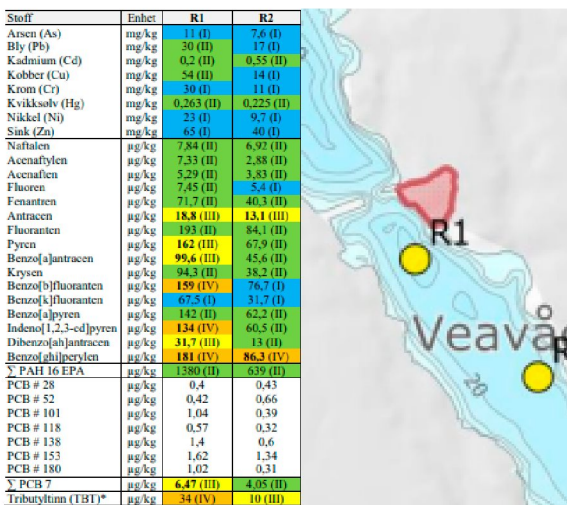 Stoff Enhet R1 R2
Arsen (As) mg/kg 11 (I) 7,6 (I)
Bly (Pb) mg/kg 30 (II) 17 (I)
Kadmium (Cd) mg/kg 0,2 (II) 0,55 (II)
Kobber (Cu) mg/kg 54 (II) 14 (I)
Krom (Cr) mg/kg 30 (I) 11 (I)
Kvikksølv (Hg) mg/kg 0,263 (II) 0,225 (II)
Nikkel (Ni) mg/kg 23 (I) 9,7 (I)
Sink (Zn) mg/kg 65 (I) 40 (I)
Naftalen µg/kg 7,84 (II) 6,92 (II)
Acenaftylen µg/kg 7,33 (II) 2,88 (II)
Acenaften µg/kg 5,29 (II) 3,83 (II)
Fluoren µg/kg 7,45 (II) 5,4 (I)
Fenantren µg/kg 71,7 (II) 40,3 (II)
Antracen µg/kg 18,8 (III) 13,1 (III)
Fluoranten µg/kg 193 (II) 84,1 (II)
Pyren µg/kg 162 (III) 67,9 (II)
Benzo[a]antracen µg/kg 99,6 (III) 45,6 (II)
Krysen µg/kg 94,3 (II) 38,2 (II)
Benzo[b]fluoranten µg/kg 159 (IV) 76,7 (I)
Benzo[k]fluoranten µg/kg 67,5 (I) 31,7 (I)
Benzo[a]pyren µg/kg 142 (II) 62,2 (II)
Indeno[1,2,3-cd]pyren µg/kg 134 (IV) 60,5 (II)
Dibenzo[ah]antracen µg/kg 31,7 (III) 13 (II)
Benzo[ghi]perylen µg/kg 181 (IV) 86,3 (IV)
∑ PAH 16 EPA µg/kg 1380 (II) 639 (II)
PCB # 28 µg/kg 0,4 0,43
PCB # 52 µg/kg 0,42 0,66
PCB # 101 µg/kg 1,04 0,39
PCB # 118 µg/kg 0,57 0,32
PCB # 138 µg/kg 1,4 0,6
PCB # 153 µg/kg 1,62 1,34
PCB # 180 µg/kg 1,02 0,31
∑ PCB 7 µg/kg 6,47 (III) 4,05 (II)
Tributyltinn (TBT)* µg/kg 34 (IV) 10 (III)
R1
Veavå
R
20